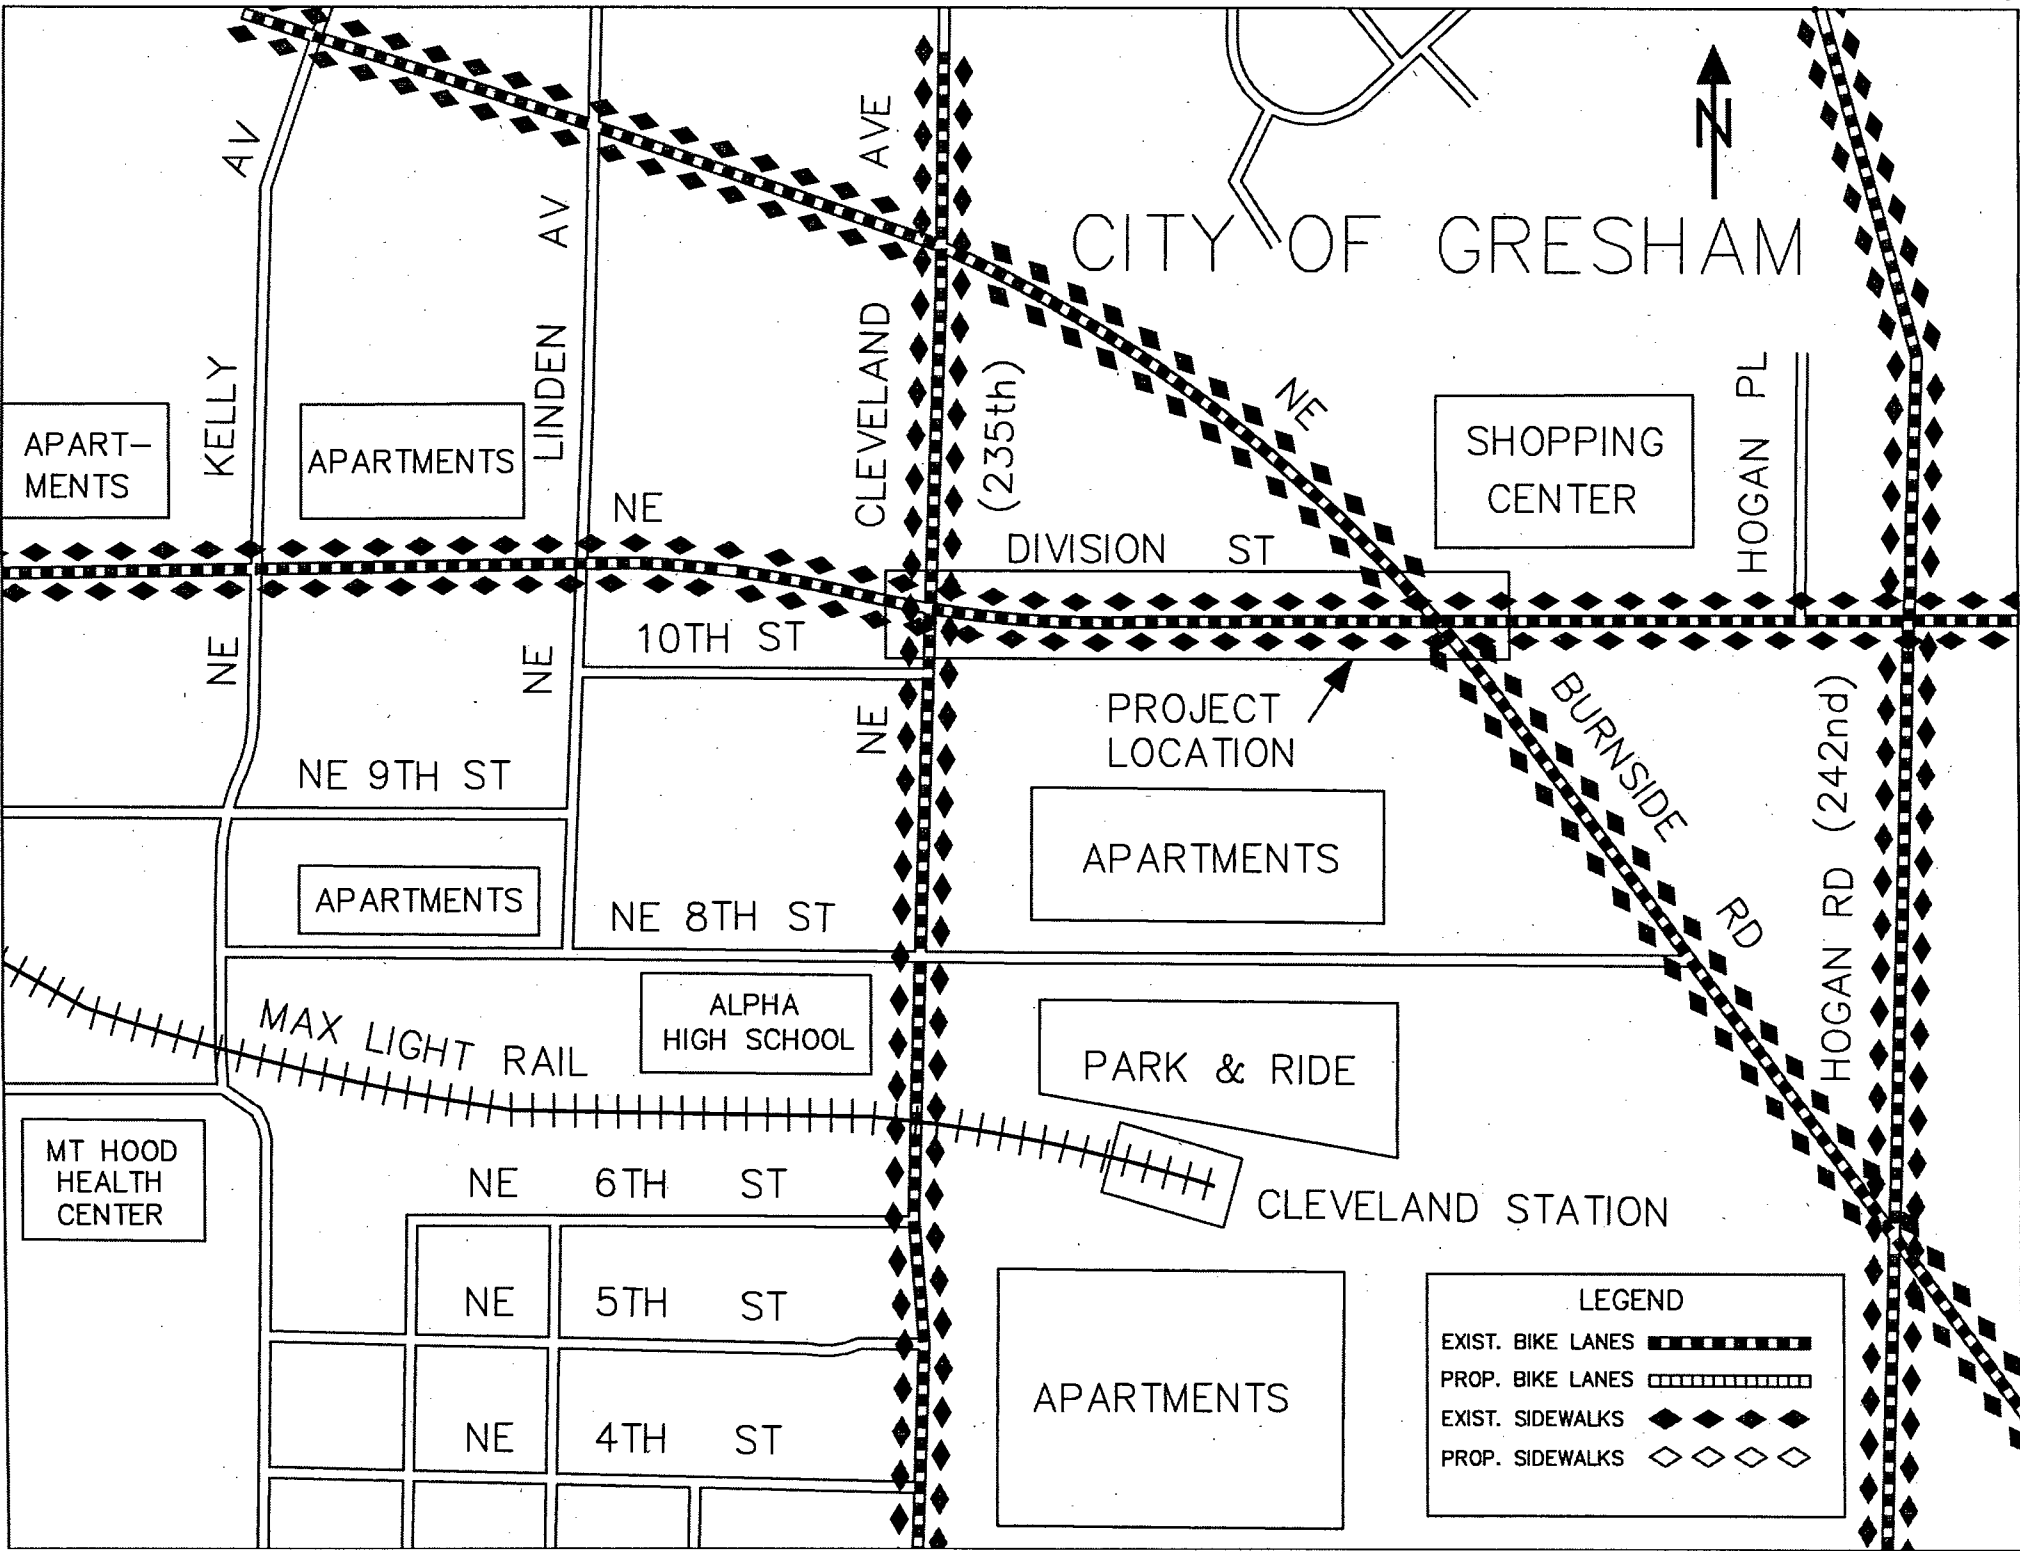 AV
AV
AVE
N
CITY OF GRESHAM
KELLY
LINDEN
CLEVELAND
(235th)
NE
HOGAN PL
APART-
MENTS
APARTMENTS
SHOPPING
CENTER
NE
DIVISION ST
NE
NE
10TH ST
NE
PROJECT
LOCATION
BURNSIDE
RD
HOGAN RD (242nd)
NE 9TH ST
APARTMENTS
APARTMENTS
NE 8TH ST
MAX LIGHT RAIL
ALPHA
HIGH SCHOOL
PARK & RIDE
MT HOOD
HEALTH
CENTER
NE 6TH ST
CLEVELAND STATION
NE 5TH ST
NE 4TH ST
APARTMENTS
LEGEND
EXIST. BIKE LANES
PROP. BIKE LANES
EXIST. SIDEWALKS
PROP. SIDEWALKS